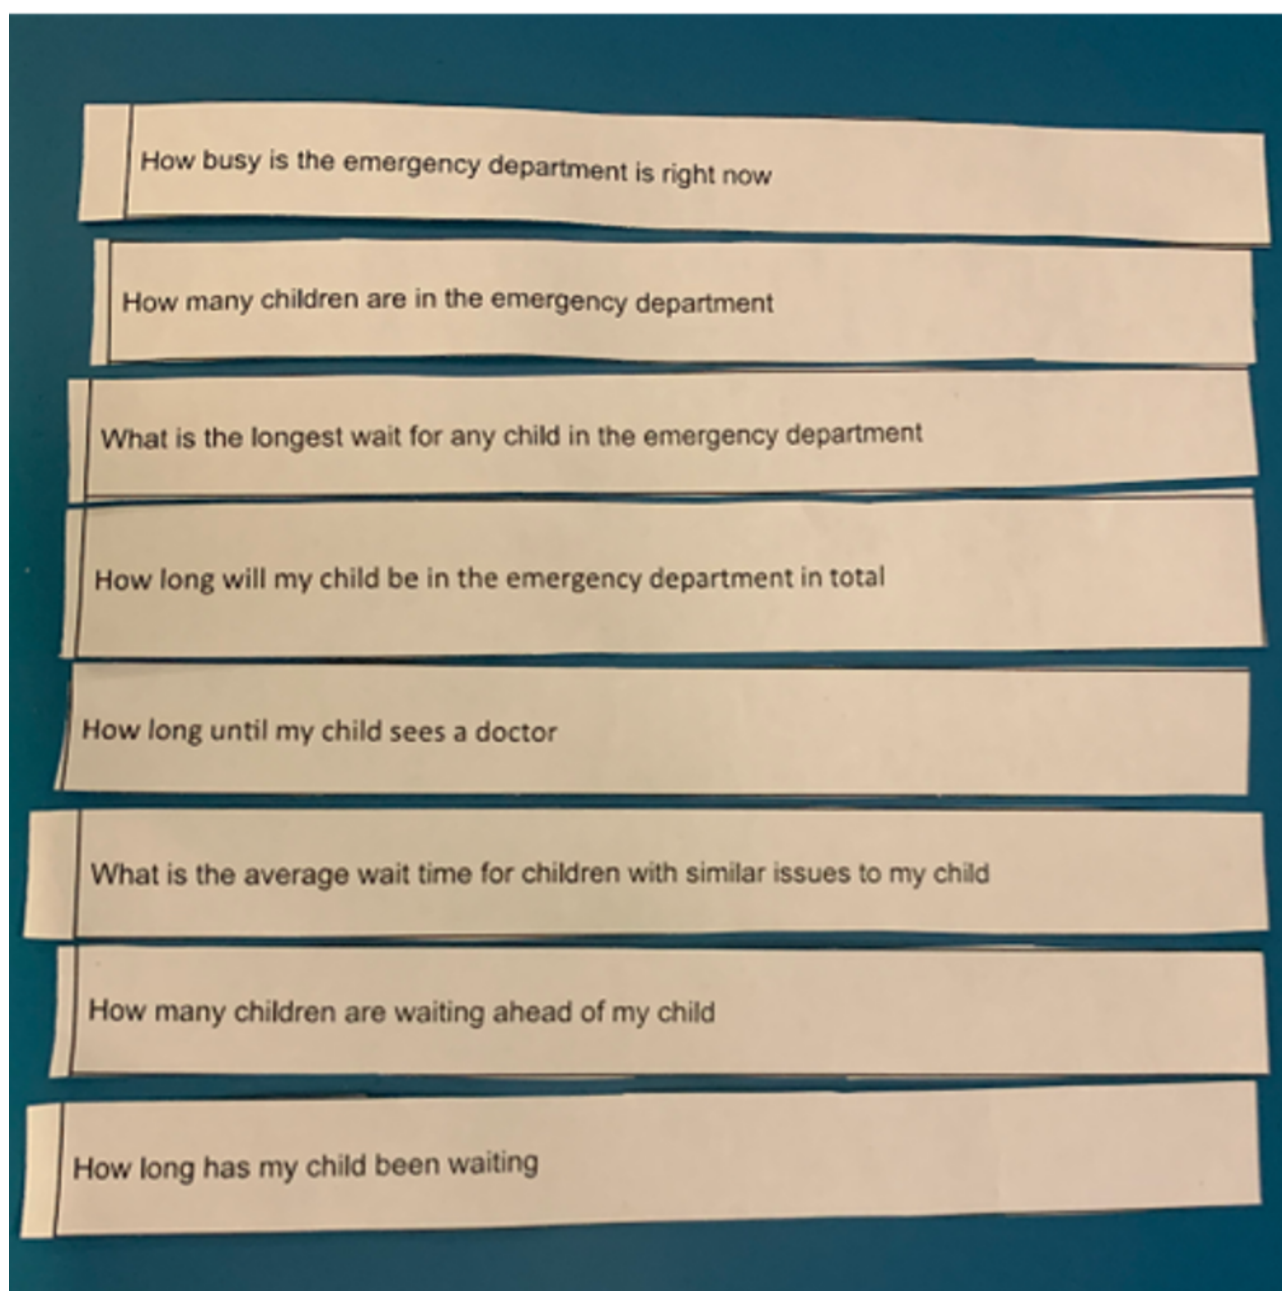 How busy is the emergency department is right now
How many children are in the emergency department
What is the longest wait for any child in the emergency department
How long will my child be in the emergency department in total
How long until my child sees a doctor
What is the average wait time for children with similar issues to my child
How many children are waiting ahead of my child
How long has my child been waiting